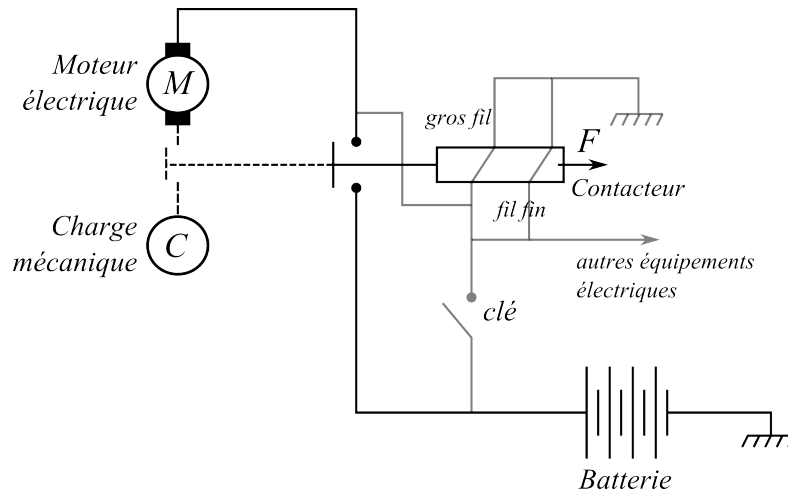 Moteur
électrique
M
gros fil
F
Contacteur
fil fin
Charge
mécanique
C
autres équipements
électriques
clé
Batterie